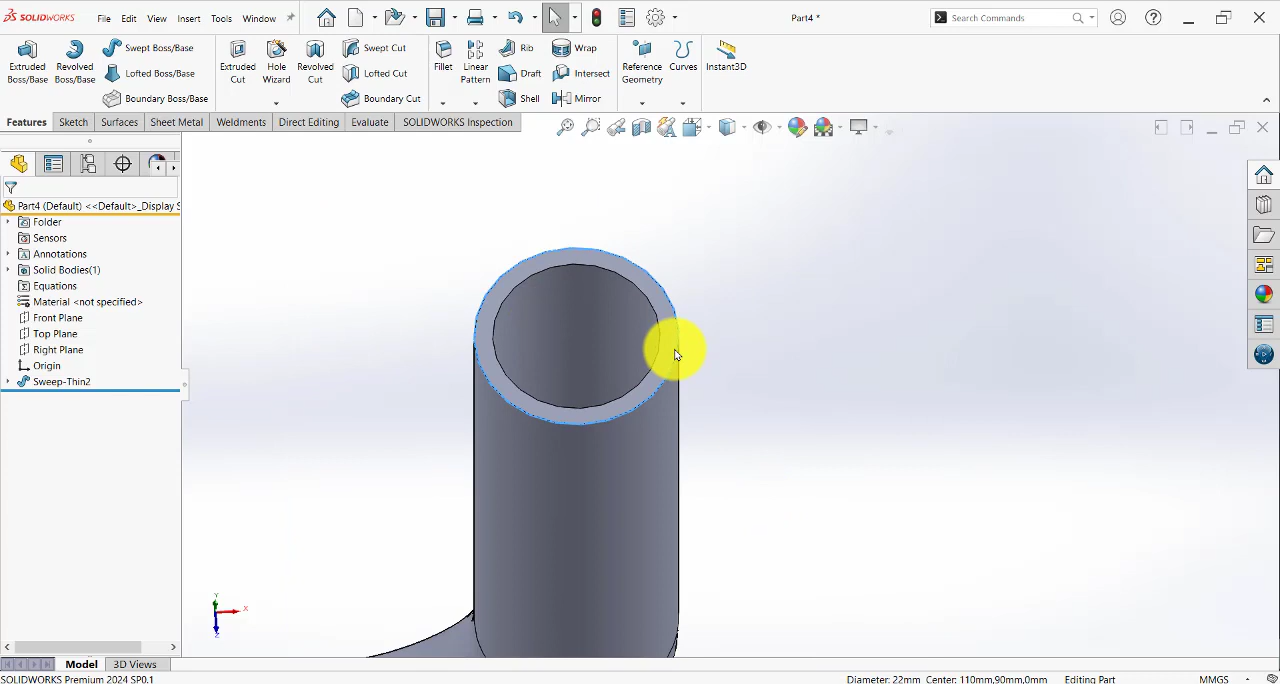 SOLIDWORKS
File Edit View Insert Tools Window
Part4 *
Search Commands
Extruded Boss/Base
Revolved Boss/Base
Swept Boss/Base
Lofted Boss/Base
Boundary Boss/Base
Extruded Cut
Hole Wizard
Revolved Cut
Swept Cut
Lofted Cut
Boundary Cut
Fillet
Linear Pattern
Rib
Draft
Shell
Wrap
Intersect
Mirror
Reference Geometry
Curves
Instant3D
Features Sketch Surfaces Sheet Metal Weldments Direct Editing Evaluate SOLIDWORKS Inspection
Part4 (Default) <<Default>_Display S
Folder
Sensors
Annotations
Solid Bodies(1)
Equations
Material <not specified>
Front Plane
Top Plane
Right Plane
Origin
Sweep-Thin2
Y
X
Z
Model 3D Views
SOLIDWORKS Premium 2024 SP0.1
Diameter: 22mm Center: 110mm,90mm,0mm
Editing Part
MMGS